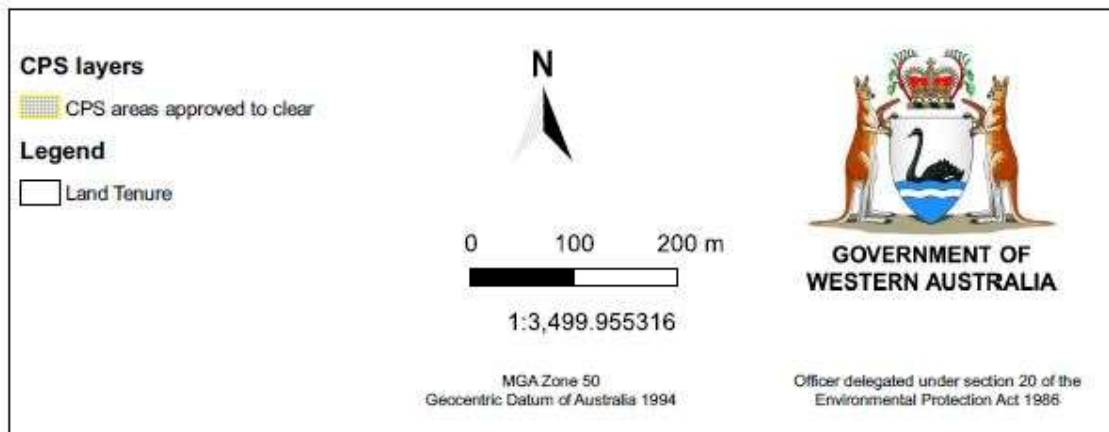 CPS layers
CPS areas approved to clear
Legend
Land Tenure
N
0 100 200 m
1:3,499.955316
MGA Zone 50
Geocentric Datum of Australia 1994
GOVERNMENT OF
WESTERN AUSTRALIA
Officer delegated under section 20 of the
Environmental Protection Act 1986